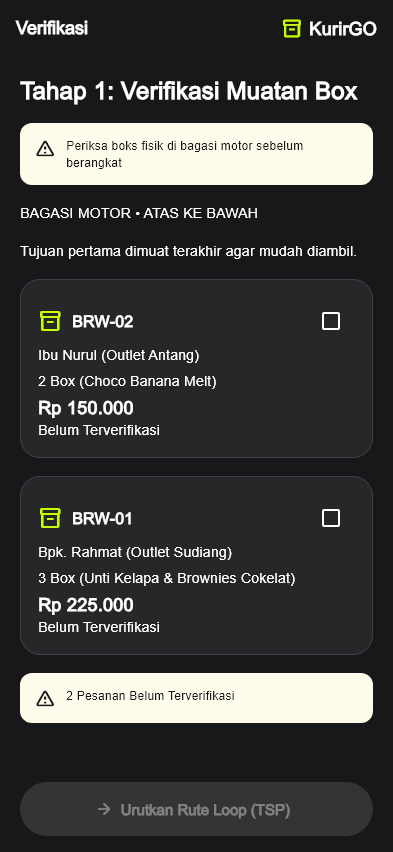 Verifikasi
KurirGO
Tahap 1: Verifikasi Muatan Box
Periksa boks fisik di bagasi motor sebelum
berangkat
BAGASI MOTOR • ATAS KE BAWAH
Tujuan pertama dimuat terakhir agar mudah diambil.
BRW-02
Ibu Nurul (Outlet Antang)
2 Box (Choco Banana Melt)
Rp 150.000
Belum Terverifikasi
BRW-01
Bpk. Rahmat (Outlet Sudiang)
3 Box (Unti Kelapa & Brownies Cokelat)
Rp 225.000
Belum Terverifikasi
2 Pesanan Belum Terverifikasi
Urutkan Rute Loop (TSP)